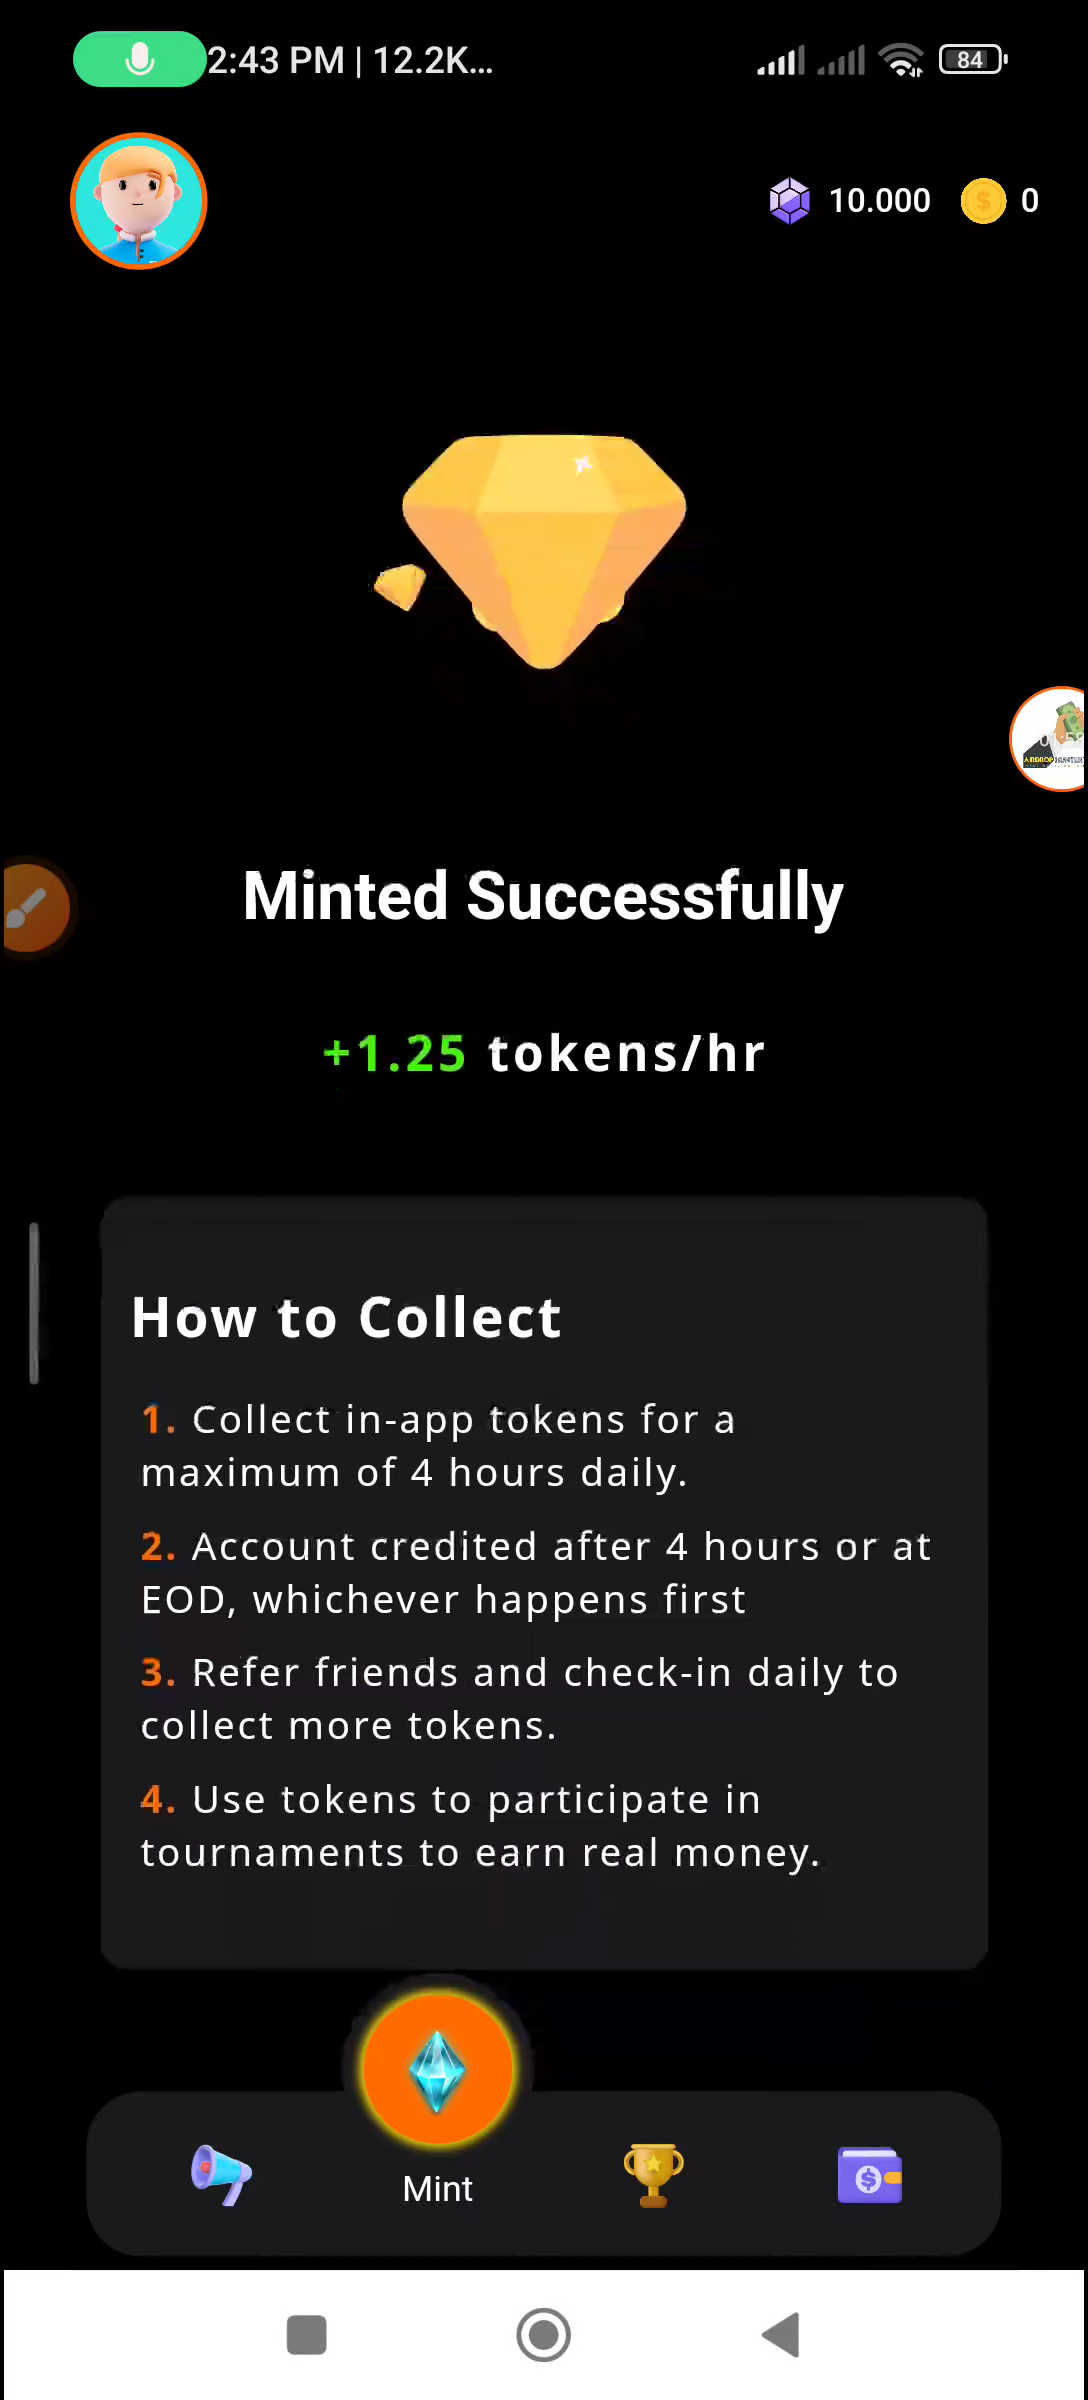 2:43 PM | 12.2K...
84
10.000
0
AIRDROP HUNTER
Minted Successfully
+1.25 tokens/hr
How to Collect
1. Collect in-app tokens for a
maximum of 4 hours daily.
2. Account credited after 4 hours or at
EOD, whichever happens first
3. Refer friends and check-in daily to
collect more tokens.
4. Use tokens to participate in
tournaments to earn real money.
Mint